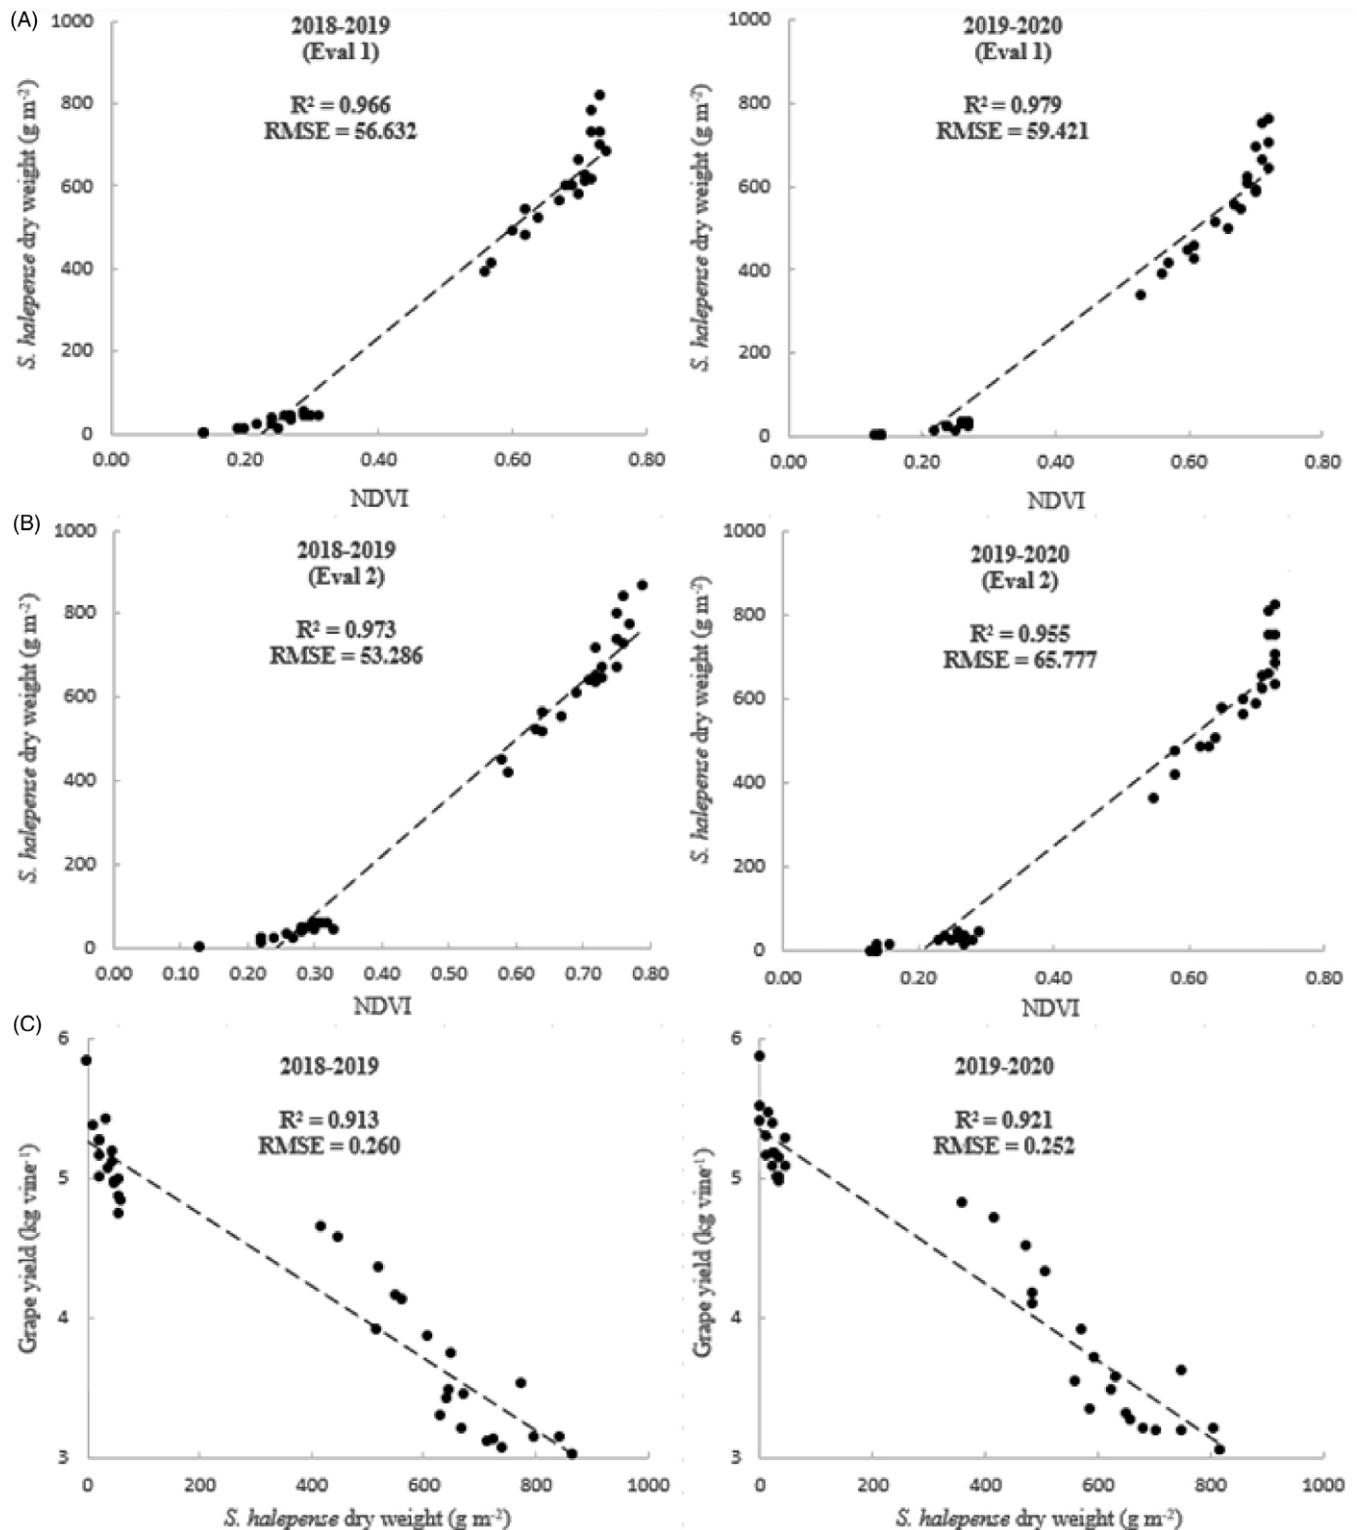 (A)
2018-2019
(Eval 1)
R² = 0.966
RMSE = 56.632
S. halepense dry weight (g m⁻²)
1000
800
600
400
200
0
0.00 0.20 0.40 0.60 0.80
NDVI
2019-2020
(Eval 1)
R² = 0.979
RMSE = 59.421
S. halepense dry weight (g m⁻²)
1000
800
600
400
200
0
0.00 0.20 0.40 0.60 0.80
NDVI
(B)
2018-2019
(Eval 2)
R² = 0.973
RMSE = 53.286
S. halepense dry weight (g m⁻²)
1000
800
600
400
200
0
0.00 0.10 0.20 0.30 0.40 0.50 0.60 0.70 0.80
NDVI
2019-2020
(Eval 2)
R² = 0.955
RMSE = 65.777
S. halepense dry weight (g m⁻²)
1000
800
600
400
200
0
0.00 0.20 0.40 0.60 0.80
NDVI
(C)
2018-2019
R² = 0.913
RMSE = 0.260
Grape yield (kg vine⁻¹)
6
5
4
3
0 200 400 600 800 1000
S. halepense dry weight (g m⁻²)
2019-2020
R² = 0.921
RMSE = 0.252
Grape yield (kg vine⁻¹)
6
5
4
3
0 200 400 600 800 1000
S. halepense dry weight (g m⁻²)